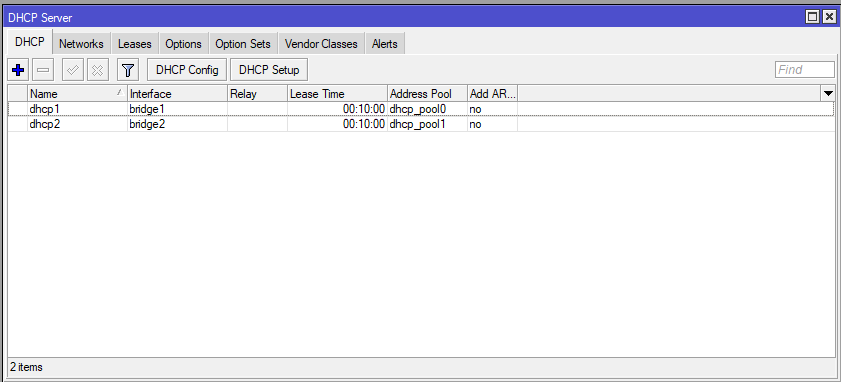 DHCP Server
DHCP Networks Leases Options Option Sets Vendor Classes Alerts
DHCP Config DHCP Setup Find
Name Interface Relay Lease Time Address Pool Add AR...
dhcp1 bridge1 00:10:00 dhcp_pool0 no
dhcp2 bridge2 00:10:00 dhcp_pool1 no
2 items